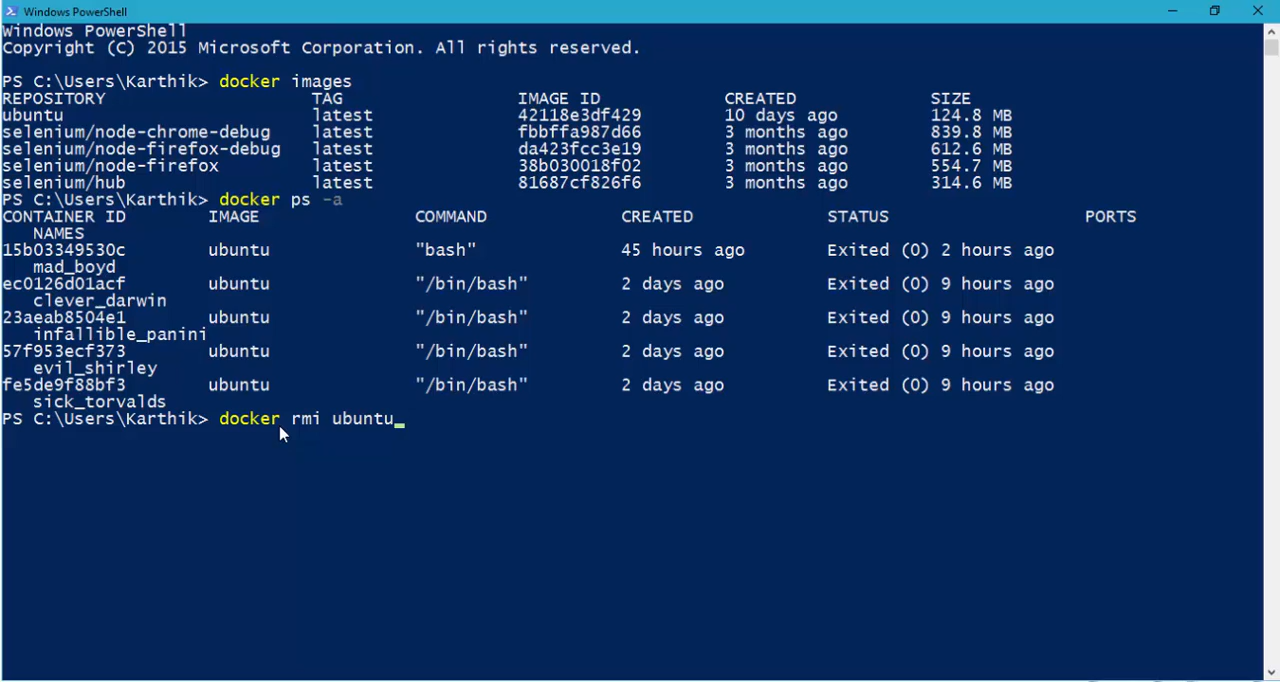 Windows PowerShell
Windows PowerShell
Copyright (C) 2015 Microsoft Corporation. All rights reserved.
PS C:\Users\Karthik> docker images
REPOSITORY TAG IMAGE ID CREATED SIZE
ubuntu latest 42118e3df429 10 days ago 124.8 MB
selenium/node-chrome-debug latest fbbffa987d66 3 months ago 839.8 MB
selenium/node-firefox-debug latest da423fcc3e19 3 months ago 612.6 MB
selenium/node-firefox latest 38b030018f02 3 months ago 554.7 MB
selenium/hub latest 81687cf826f6 3 months ago 314.6 MB
PS C:\Users\Karthik> docker ps -a
CONTAINER ID IMAGE COMMAND CREATED STATUS PORTS
NAMES
15b03349530c ubuntu "bash" 45 hours ago Exited (0) 2 hours ago
mad_boyd
ec0126d01acf ubuntu "/bin/bash" 2 days ago Exited (0) 9 hours ago
clever_darwin
23aeab8504e1 ubuntu "/bin/bash" 2 days ago Exited (0) 9 hours ago
infallible_panini
57f953ecf373 ubuntu "/bin/bash" 2 days ago Exited (0) 9 hours ago
evil_shirley
fe5de9f88bf3 ubuntu "/bin/bash" 2 days ago Exited (0) 9 hours ago
sick_torvalds
PS C:\Users\Karthik> docker rmi ubuntu